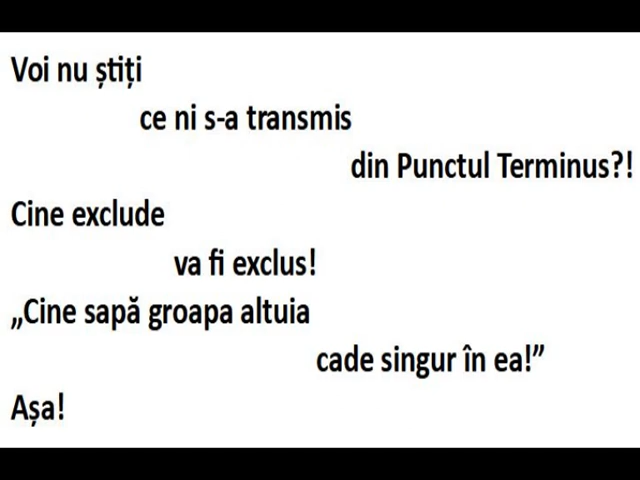 Voi nu știți
ce ni s-a transmis
din Punctul Terminus?!
Cine exclude
va fi exclus!
„Cine sapă groapa altuia
cade singur în ea!”
Așa!